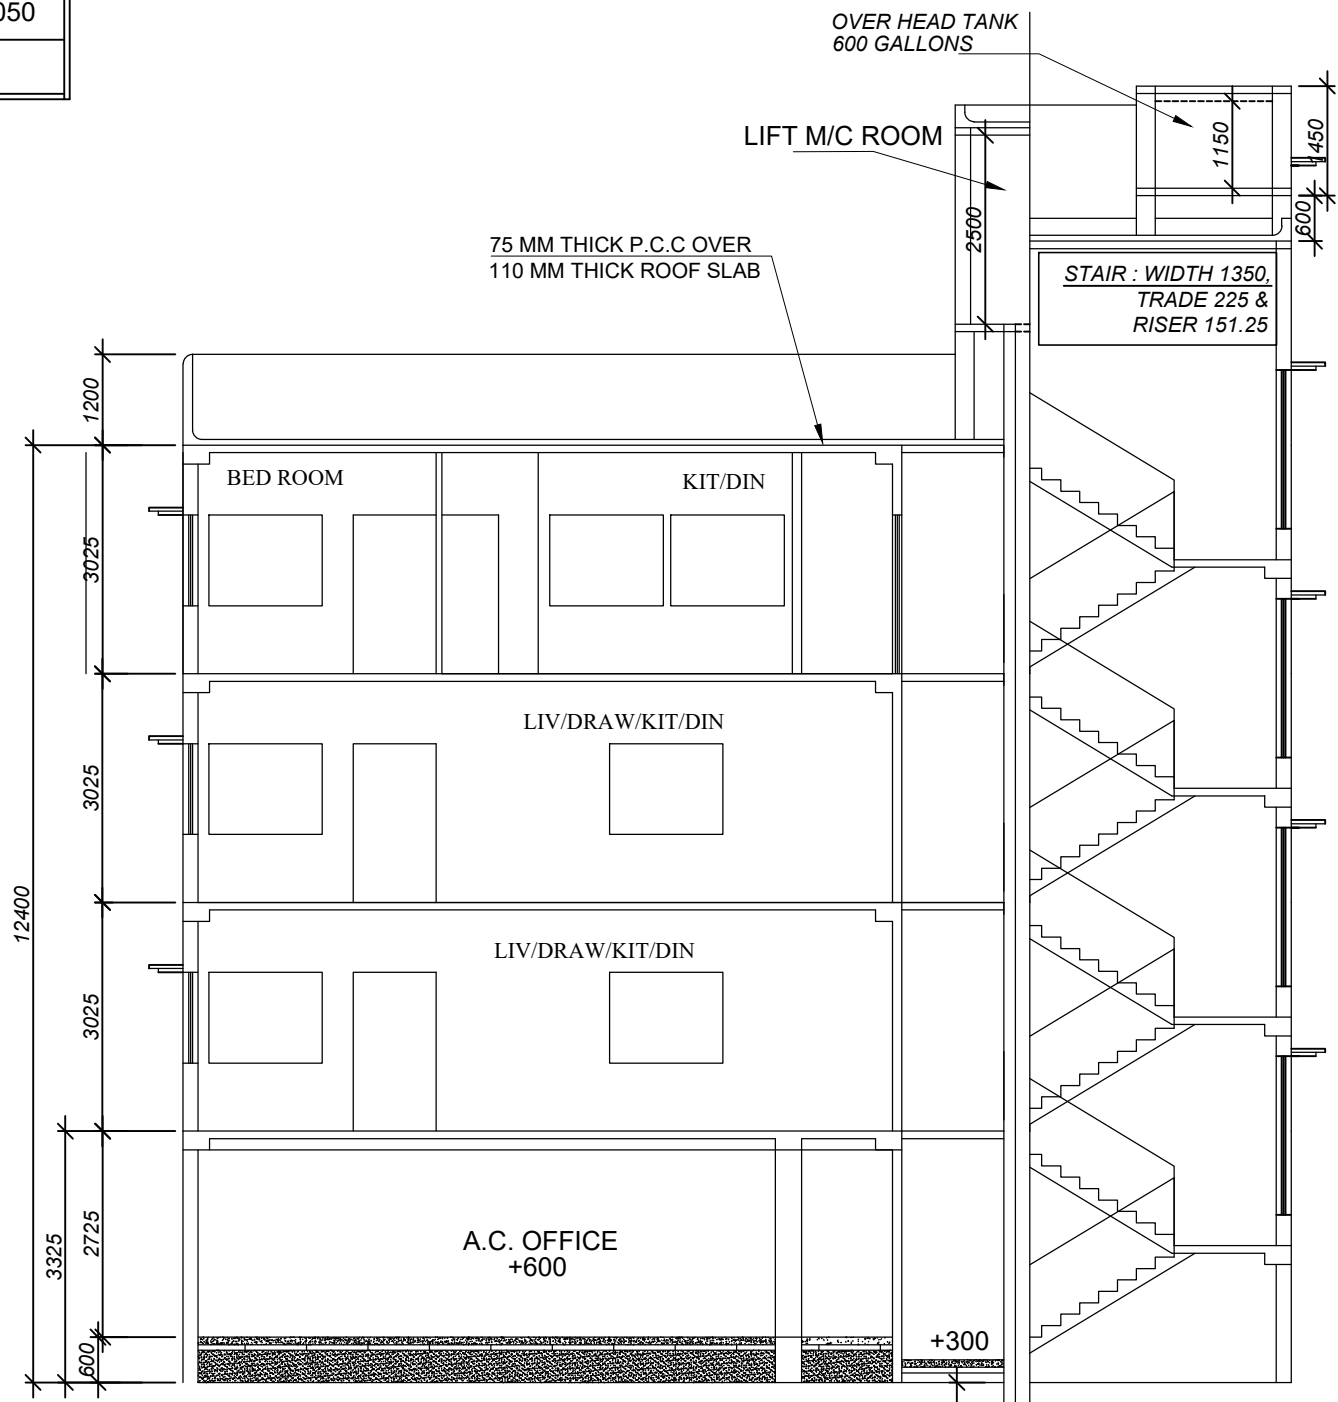 OVER HEAD TANK
600 GALLONS
LIFT M/C ROOM
1150
1450
2500
600
75 MM THICK P.C.C OVER
110 MM THICK ROOF SLAB
STAIR : WIDTH 1350,
TRADE 225 &
RISER 151.25
1200
BED ROOM
KIT/DIN
3025
LIV/DRAW/KIT/DIN
3025
12400
LIV/DRAW/KIT/DIN
3025
A.C. OFFICE
+600
2725
3325
+300
600